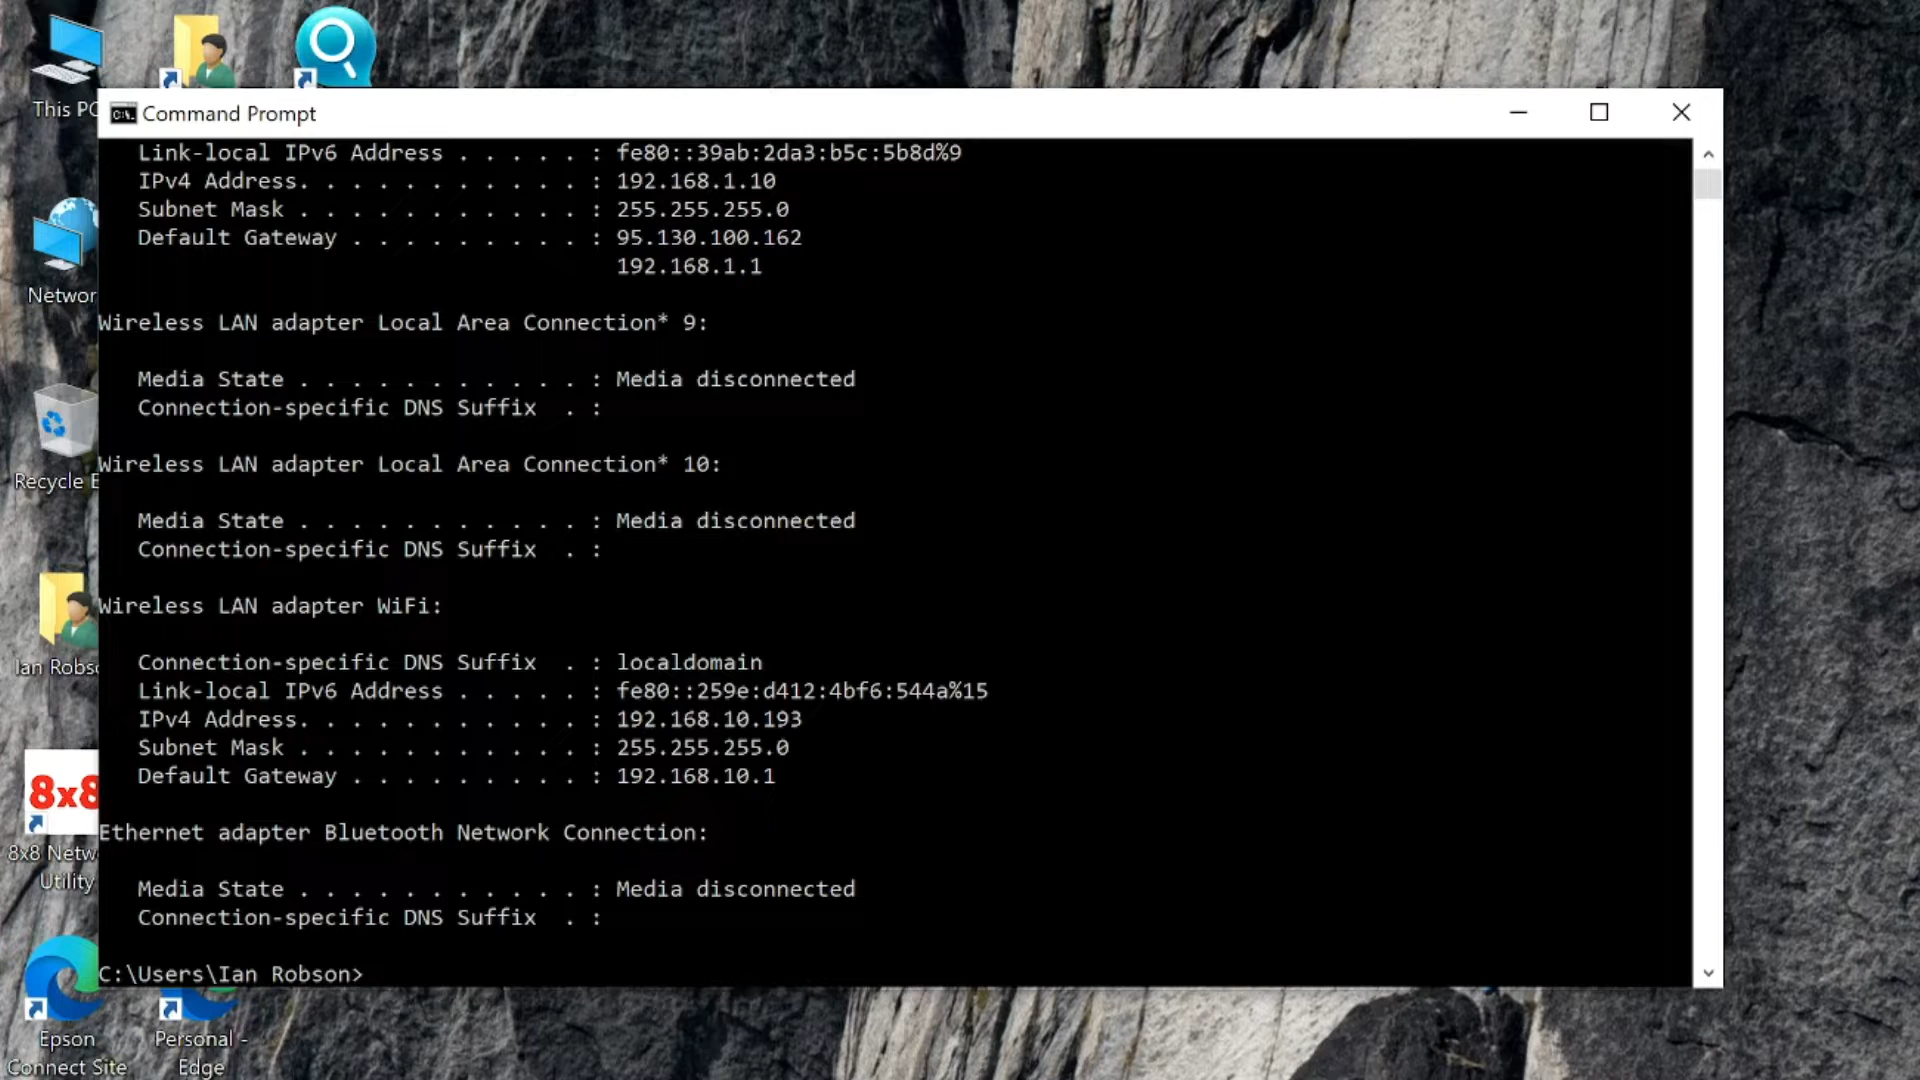 Command Prompt
Link-local IPv6 Address . . . . . : fe80::39ab:2da3:b5c:5b8d%9
IPv4 Address. . . . . . . . . . . : 192.168.1.10
Subnet Mask . . . . . . . . . . . : 255.255.255.0
Default Gateway . . . . . . . . . : 95.130.100.162
192.168.1.1
Wireless LAN adapter Local Area Connection* 9:
Media State . . . . . . . . . . . : Media disconnected
Connection-specific DNS Suffix  . :
Wireless LAN adapter Local Area Connection* 10:
Media State . . . . . . . . . . . : Media disconnected
Connection-specific DNS Suffix  . :
Wireless LAN adapter WiFi:
Connection-specific DNS Suffix  . : localdomain
Link-local IPv6 Address . . . . . : fe80::259e:d412:4bf6:544a%15
IPv4 Address. . . . . . . . . . . : 192.168.10.193
Subnet Mask . . . . . . . . . . . : 255.255.255.0
Default Gateway . . . . . . . . . : 192.168.10.1
Ethernet adapter Bluetooth Network Connection:
Media State . . . . . . . . . . . : Media disconnected
Connection-specific DNS Suffix  . :
C:\Users\Ian Robson>
This PC
Networ
Recycle B
Ian Robso
8x8
8x8 Netw
Utility
Epson
Connect Site
Personal -
Edge